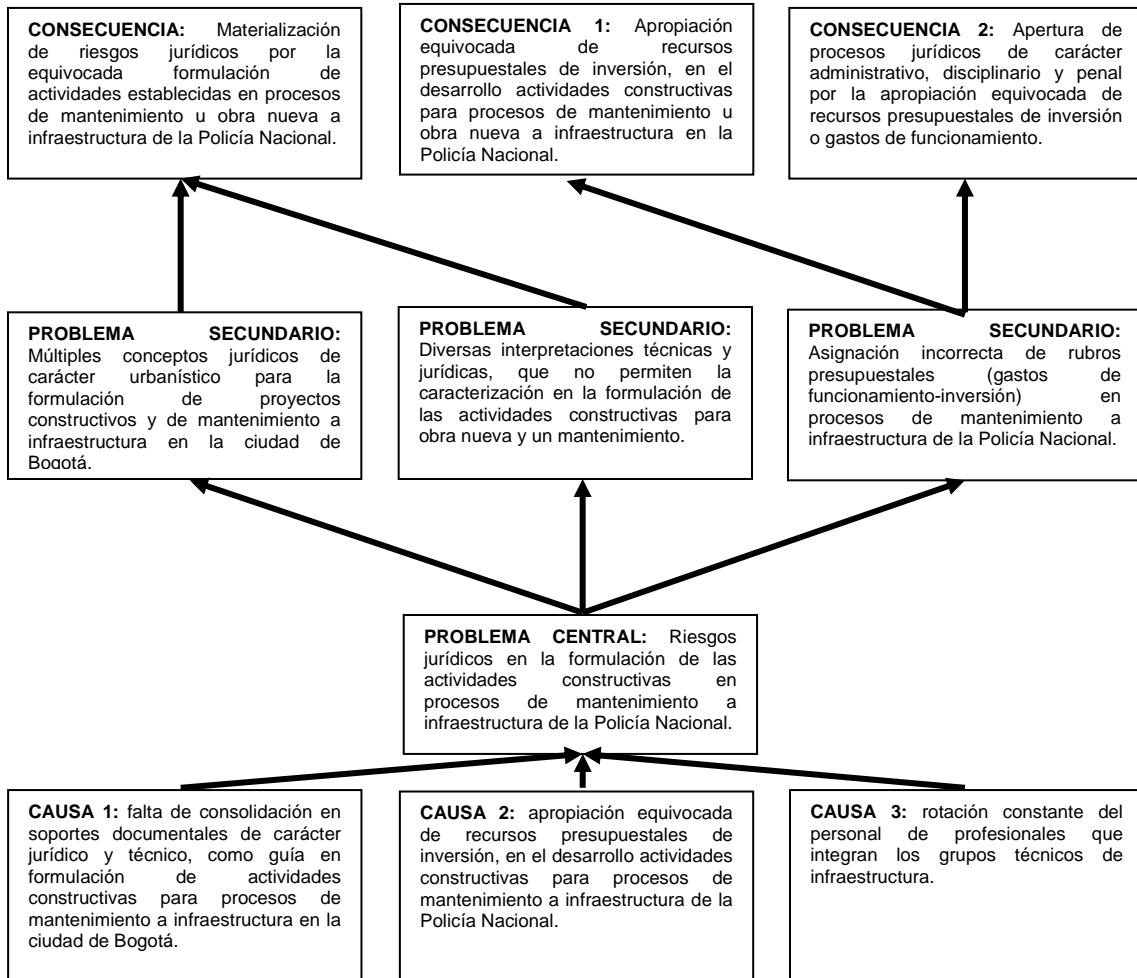 CONSECUENCIA: Materialización
de riesgos jurídicos por la
equivocada formulación de
actividades establecidas en procesos
de mantenimiento u obra nueva a
infraestructura de la Policía Nacional.
CONSECUENCIA 1: Apropiación
equivocada de recursos
presupuestales de inversión, en el
desarrollo actividades constructivas
para procesos de mantenimiento u
obra nueva a infraestructura en la
Policía Nacional.
CONSECUENCIA 2: Apertura de
procesos jurídicos de carácter
administrativo, disciplinario y penal
por la apropiación equivocada de
recursos presupuestales de inversión
o gastos de funcionamiento.
PROBLEMA SECUNDARIO:
Múltiples conceptos jurídicos de
carácter urbanístico para la
formulación de proyectos
constructivos y de mantenimiento a
infraestructura en la ciudad de
Bogotá.
PROBLEMA SECUNDARIO:
Diversas interpretaciones técnicas y
jurídicas, que no permiten la
caracterización en la formulación de
las actividades constructivas para
obra nueva y un mantenimiento.
PROBLEMA SECUNDARIO:
Asignación incorrecta de rubros
presupuestales (gastos de
funcionamiento-inversión) en
procesos de mantenimiento a
infraestructura de la Policía Nacional.
PROBLEMA CENTRAL: Riesgos
jurídicos en la formulación de las
actividades constructivas en
procesos de mantenimiento a
infraestructura de la Policía Nacional.
CAUSA 1: falta de consolidación en
soportes documentales de carácter
jurídico y técnico, como guía en
formulación de actividades
constructivas para procesos de
mantenimiento a infraestructura en la
ciudad de Bogotá.
CAUSA 2: apropiación equivocada
de recursos presupuestales de
inversión, en el desarrollo actividades
constructivas para procesos de
mantenimiento a infraestructura de la
Policía Nacional.
CAUSA 3: rotación constante del
personal de profesionales que
integran los grupos técnicos de
infraestructura.